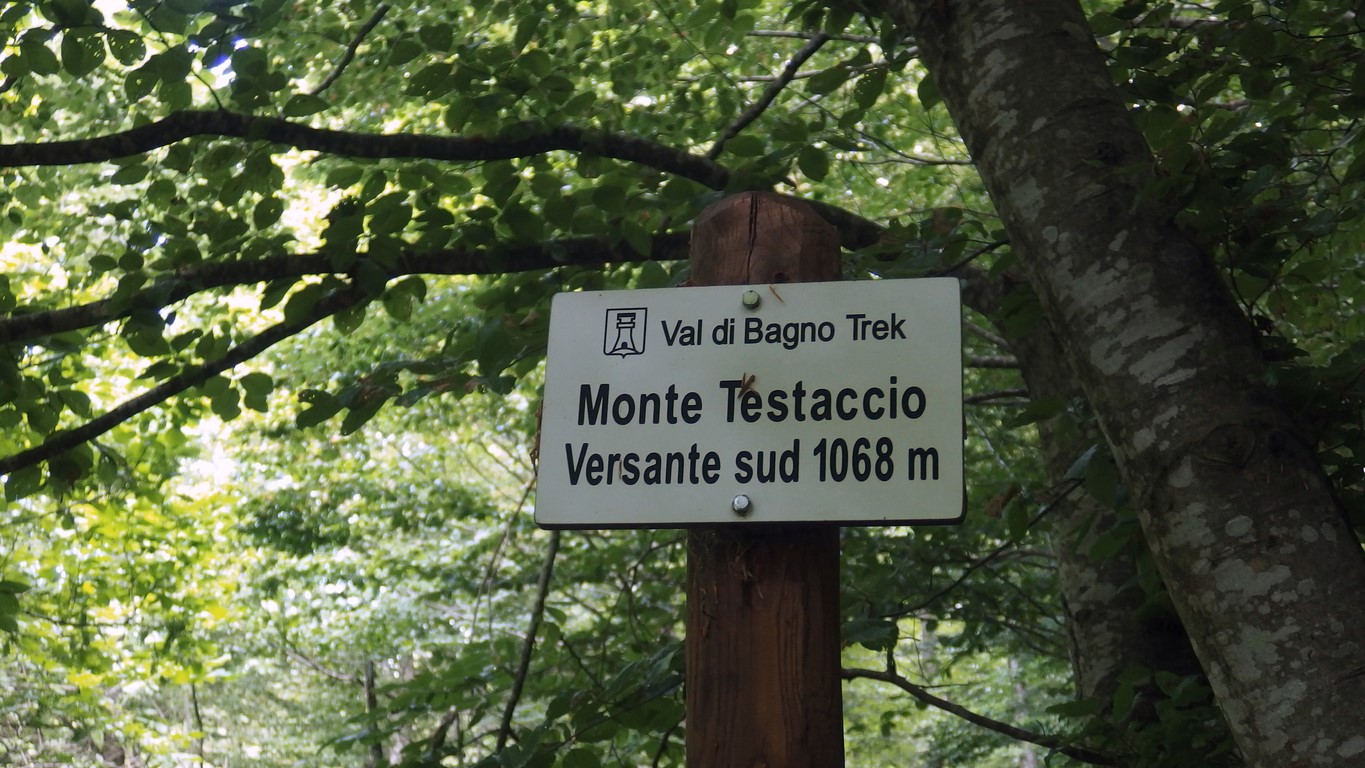 Val di Bagno Trek
Monte Testaccio
Versante sud 1068 m